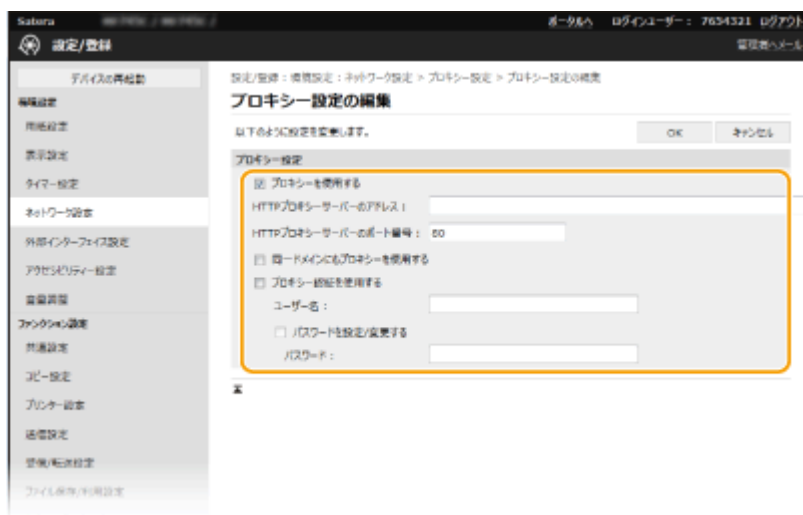 Satera
ポータルへ ログインユーザー： 7654321 ログアウト
設定/登録
管理者へメール
デバイスの再起動
設定/登録：環境設定：ネットワーク設定 > プロキシー設定 > プロキシー設定の編集
プロキシー設定の編集
環境設定
用紙設定
以下のように設定を変更します。
OK キャンセル
表示設定
プロキシー設定
タイマー設定
プロキシーを使用する
HTTPプロキシーサーバーのアドレス：
ネットワーク設定
HTTPプロキシーサーバーのポート番号： 80
外部インターフェイス設定
同一ドメインにもプロキシーを使用する
アクセシビリティー設定
プロキシー認証を使用する
音量調整
ユーザー名：
ファンクション設定
パスワードを設定/変更する
共通設定
パスワード：
コピー設定
プリンター設定
送信設定
受信/転送設定
ファイル保存/利用設定